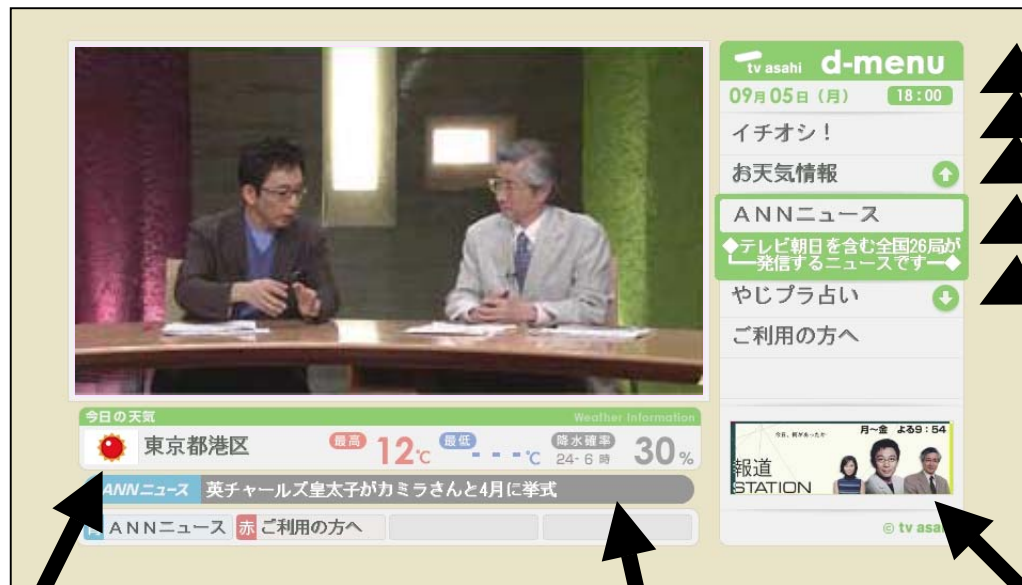 tv asahi d-menu
09月05日(月) 18:00
イチオシ!
お天気情報
ANNニュース
◆テレビ朝日を含む全国26局が
┗━発信するニュースです━◆
やじプラ占い
ご利用の方へ
今日の天気 Weather Information
東京都港区 最高 12℃ 最低 ---℃ 降水確率 24-6時 30%
ANNニュース 英チャールズ皇太子がカミラさんと4月に挙式
ANNニュース 赤 ご利用の方へ
月~金 よる9:54
報道
STATION
© tv asa